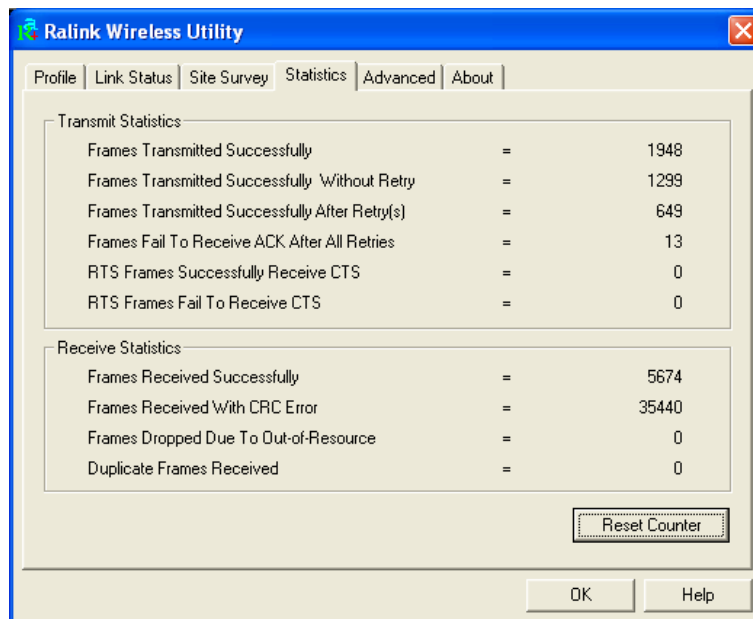 Ralink Wireless Utility
Profile Link Status Site Survey Statistics Advanced About
Transmit Statistics
Frames Transmitted Successfully = 1948
Frames Transmitted Successfully Without Retry = 1299
Frames Transmitted Successfully After Retry(s) = 649
Frames Fail To Receive ACK After All Retries = 13
RTS Frames Successfully Receive CTS = 0
RTS Frames Fail To Receive CTS = 0
Receive Statistics
Frames Received Successfully = 5674
Frames Received With CRC Error = 35440
Frames Dropped Due To Out-of-Resource = 0
Duplicate Frames Received = 0
Reset Counter
OK Help